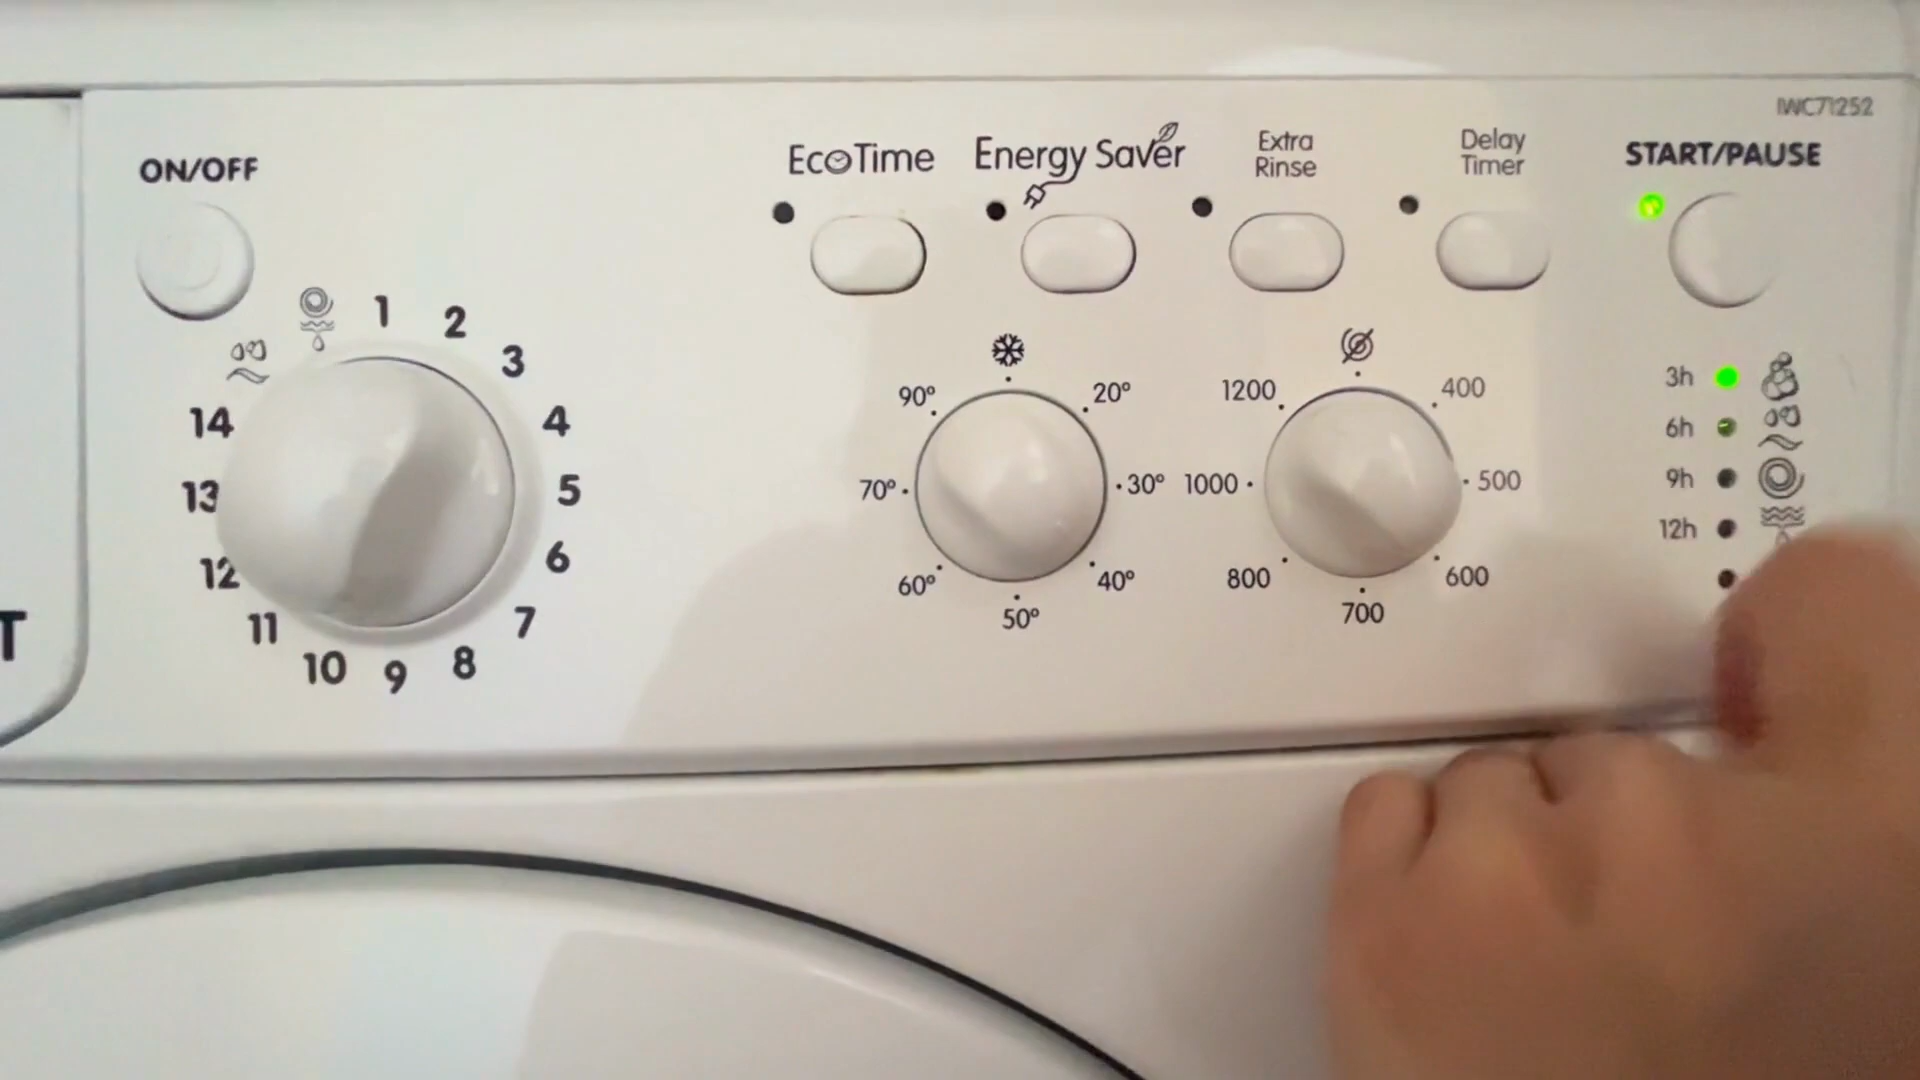 IWC71252
ON/OFF
EcoTime
Energy Saver
Extra
Rinse
Delay
Timer
START/PAUSE
1
2
3
4
5
6
7
8
9
10
11
12
13
14
20°
30°
40°
50°
60°
70°
90°
400
500
600
700
800
1000
1200
3h
6h
9h
12h
T